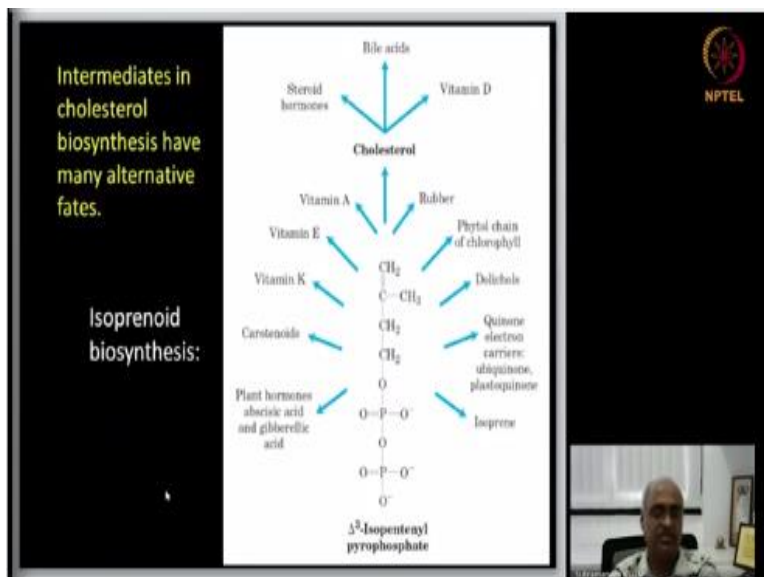 Intermediates in
cholesterol
biosynthesis have
many alternative
fates.
Isoprenoid
biosynthesis:
Bile acids
Steroid
hormones
Vitamin D
Cholesterol
Vitamin A
Rubber
Vitamin E
Phytol chain
of chlorophyll
Vitamin K
Dolichols
Carotenoids
Quinone
electron
carriers:
ubiquinone,
plastoquinone
Plant hormones
abscisic acid
and gibberellic
acid
Isoprene
CH2
C—CH3
CH2
CH2
O
O=P—O-
O
O=P—O-
O-
Δ3-Isopentenyl
pyrophosphate
NPTEL